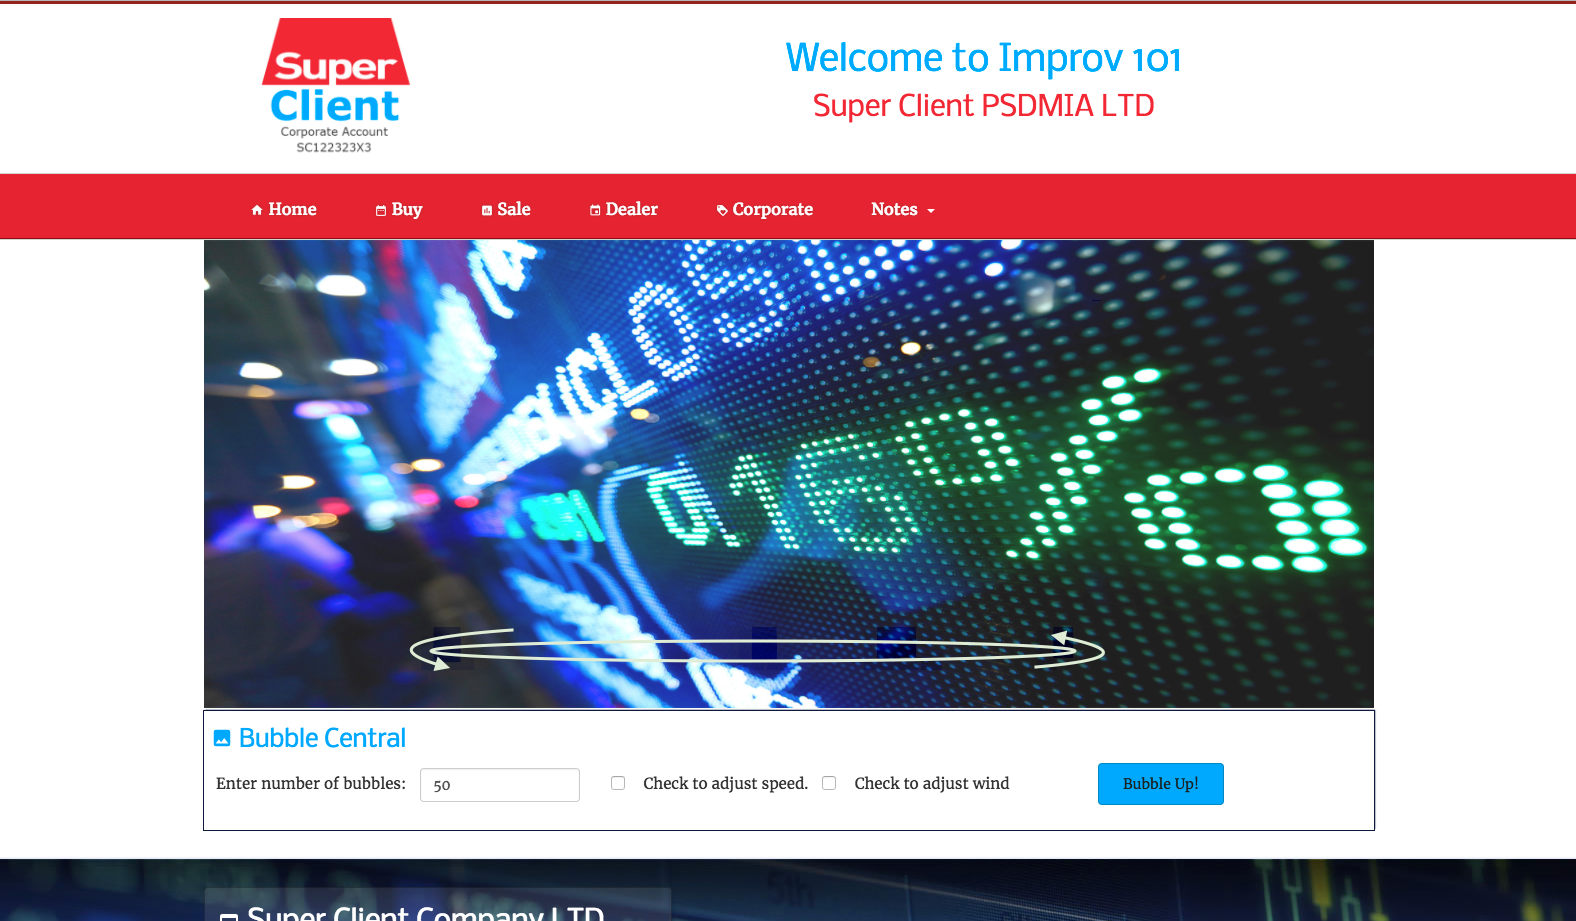 Super
Client
Corporate Account
SC122323X3
Welcome to Improv 101
Super Client PSDMIA LTD
Home
Buy
Sale
Dealer
Corporate
Notes
Bubble Central
Enter number of bubbles:
50
Check to adjust speed.
Check to adjust wind
Bubble Up!
Super Client Company LTD